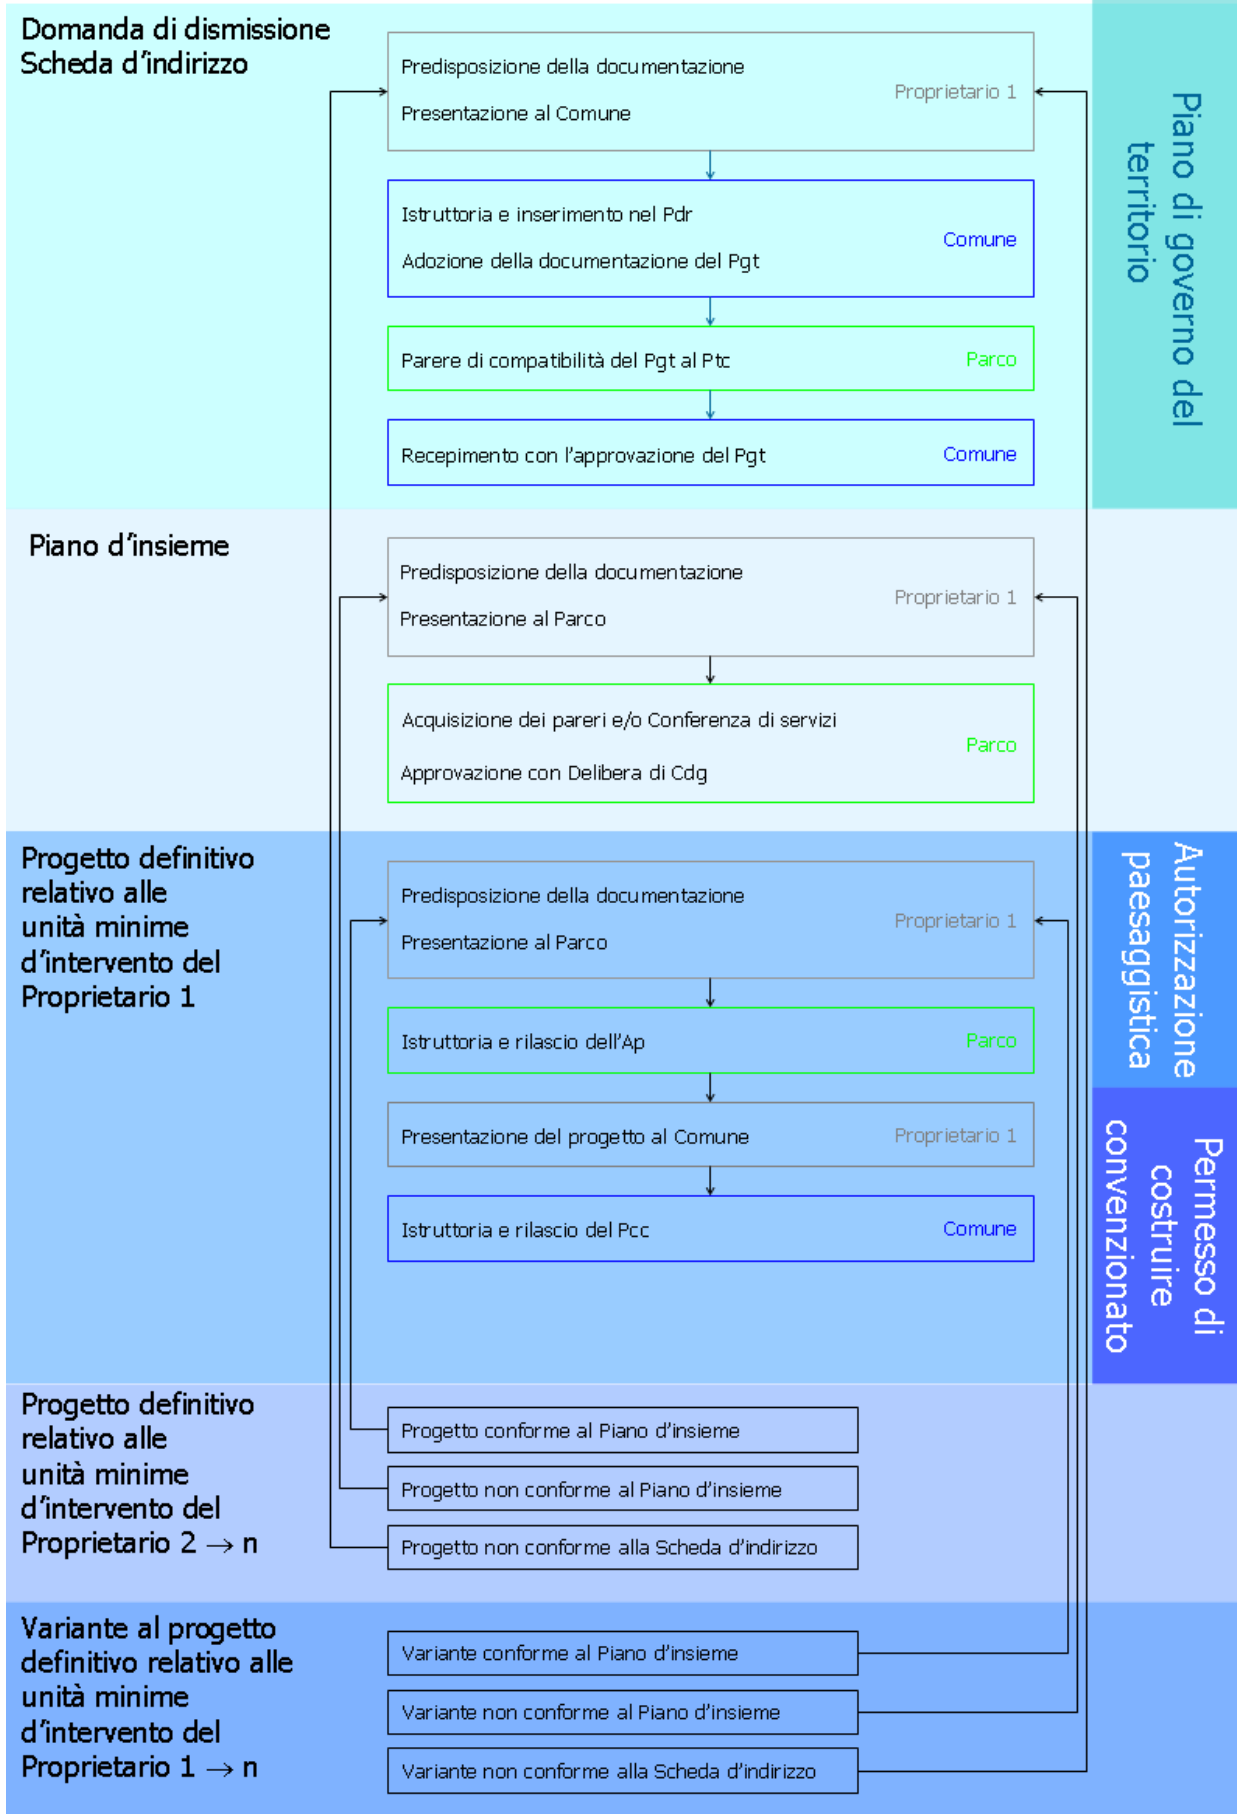 Domanda di dismissione
Scheda d'indirizzo
Predisposizione della documentazione
Presentazione al Comune
Proprietario 1
Istruttoria e inserimento nel Pdr
Adozione della documentazione del Pgt
Comune
Parere di compatibilità del Pgt al Ptc
Parco
Recepimento con l'approvazione del Pgt
Comune
Piano di governo del
territorio
Piano d'insieme
Predisposizione della documentazione
Presentazione al Parco
Proprietario 1
Acquisizione dei pareri e/o Conferenza di servizi
Approvazione con Delibera di Cdg
Parco
Progetto definitivo
relativo alle
unità minime
d'intervento del
Proprietario 1
Predisposizione della documentazione
Presentazione al Parco
Proprietario 1
Istruttoria e rilascio dell'Ap
Parco
Presentazione del progetto al Comune
Proprietario 1
Istruttoria e rilascio del Pcc
Comune
Autorizzazione
paesaggistica
Permesso di
costruire
convenzionato
Progetto definitivo
relativo alle
unità minime
d'intervento del
Proprietario 2 → n
Progetto conforme al Piano d'insieme
Progetto non conforme al Piano d'insieme
Progetto non conforme alla Scheda d'indirizzo
Variante al progetto
definitivo relativo alle
unità minime
d'intervento del
Proprietario 1 → n
Variante conforme al Piano d'insieme
Variante non conforme al Piano d'insieme
Variante non conforme alla Scheda d'indirizzo